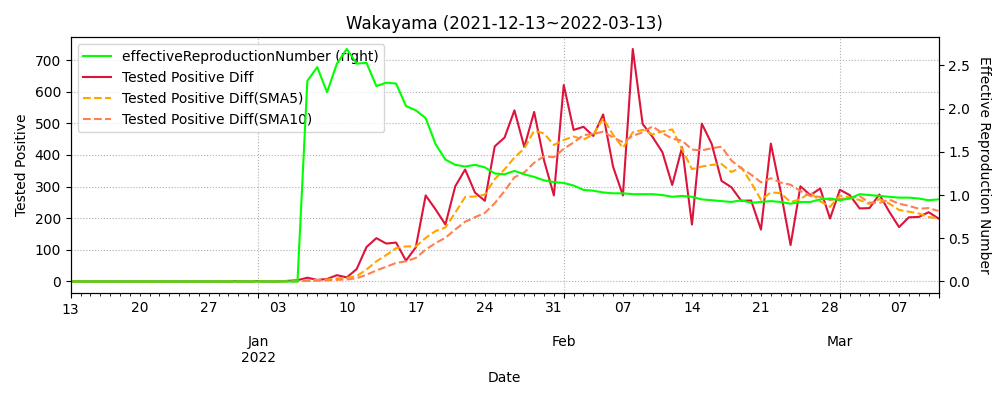 Wakayama (2021-12-13~2022-03-13)
effectiveReproductionNumber (right)
Tested Positive Diff
Tested Positive Diff(SMA5)
Tested Positive Diff(SMA10)
Tested Positive
700
600
500
400
300
200
100
0
2.5
2.0
1.5
1.0
0.5
0.0
Effective Reproduction Number
13 20 27 03 10 17 24 31 07 14 21 28 07
Jan Feb Mar
2022
Date